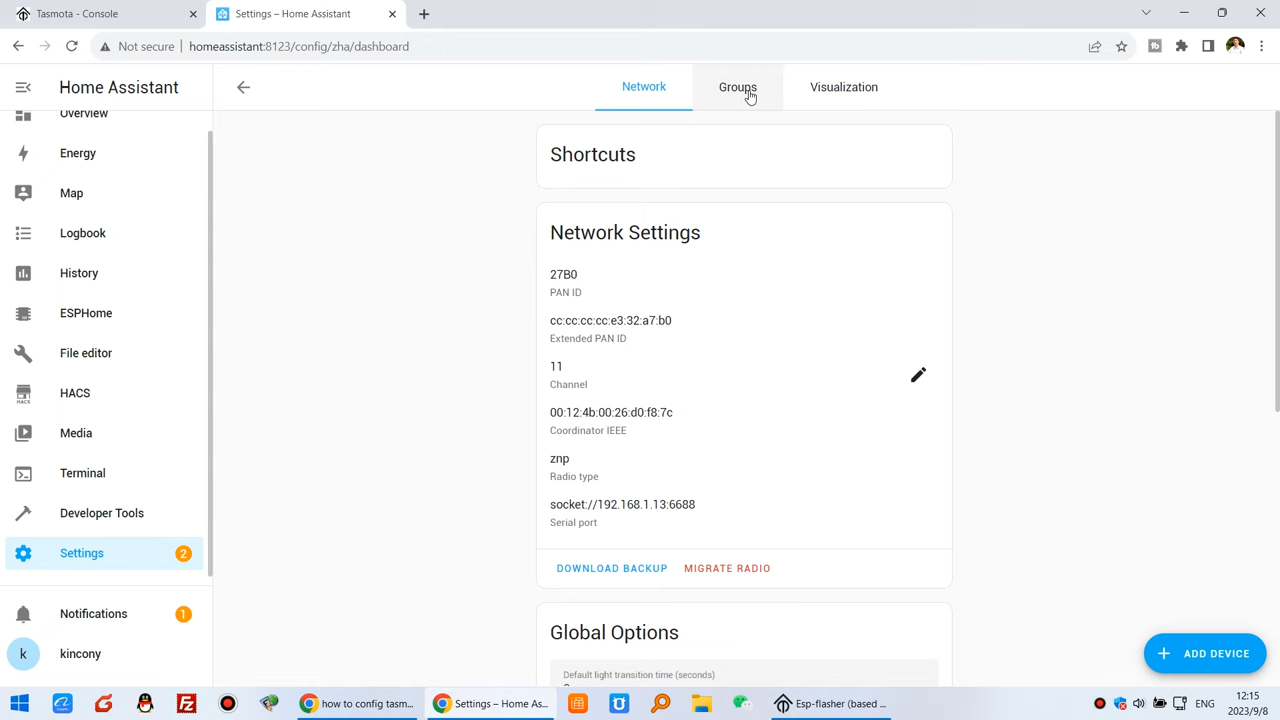 Tasmota - Console
Settings – Home Assistant
Not secure
homeassistant:8123/config/zha/dashboard
Home Assistant
Network
Groups
Visualization
Overview
Energy
Map
Logbook
History
ESPHome
File editor
HACS
HACS
Media
Terminal
Developer Tools
Settings
2
Notifications
1
k
kincony
Shortcuts
Network Settings
27B0
PAN ID
cc:cc:cc:cc:e3:32:a7:b0
Extended PAN ID
11
Channel
00:12:4b:00:26:d0:f8:7c
Coordinator IEEE
znp
Radio type
socket://192.168.1.13:6688
Serial port
DOWNLOAD BACKUP
MIGRATE RADIO
Global Options
Default light transition time (seconds)
ADD DEVICE
how to config tasm...
Settings – Home As...
Esp-flasher (based ...
ENG
12:15
2023/9/8